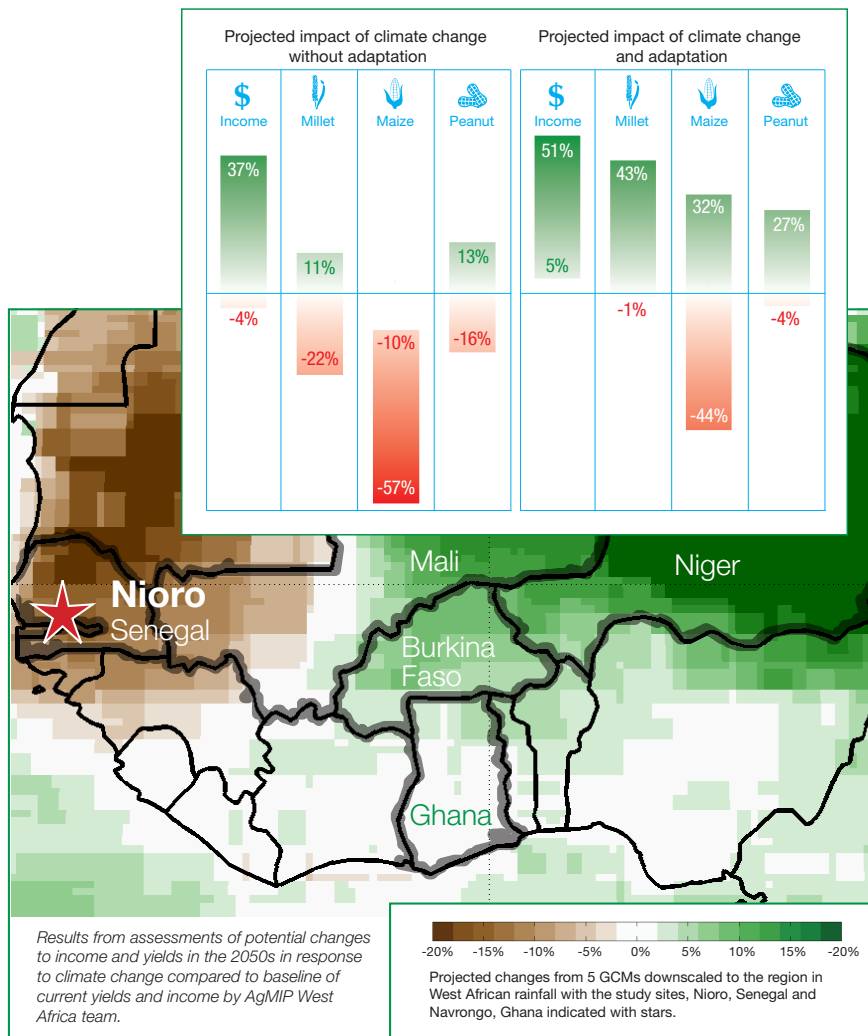 Projected impact of climate change
without adaptation
Projected impact of climate change
and adaptation
$
Income
Millet
Maize
Peanut
$
Income
Millet
Maize
Peanut
37%
11%
13%
-4%
-22%
-10%
-57%
-16%
51%
5%
43%
32%
27%
-1%
-44%
-4%
Mali
Niger
Nioro
Senegal
Burkina
Faso
Ghana
Results from assessments of potential changes
to income and yields in the 2050s in response
to climate change compared to baseline of
current yields and income by AgMIP West
Africa team.
-20% -15% -10% -5% 0% 5% 10% 15% -20%
Projected changes from 5 GCMs downscaled to the region in
West African rainfall with the study sites, Nioro, Senegal and
Navrongo, Ghana indicated with stars.